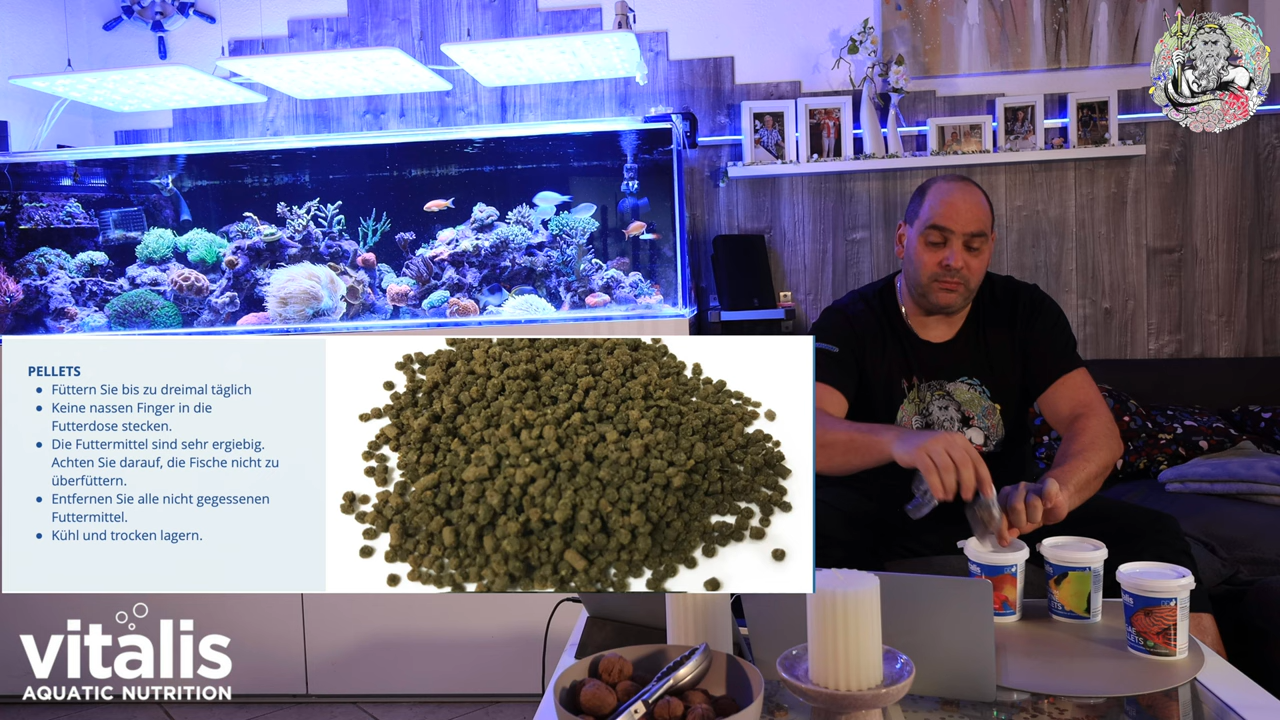 PELLETS
● Füttern Sie bis zu dreimal täglich
● Keine nassen Finger in die
Futterdose stecken.
● Die Futtermittel sind sehr ergiebig.
Achten Sie darauf, die Fische nicht zu
überfüttern.
● Entfernen Sie alle nicht gegessenen
Futtermittel.
● Kühl und trocken lagern.
vitalis
AQUATIC NUTRITION